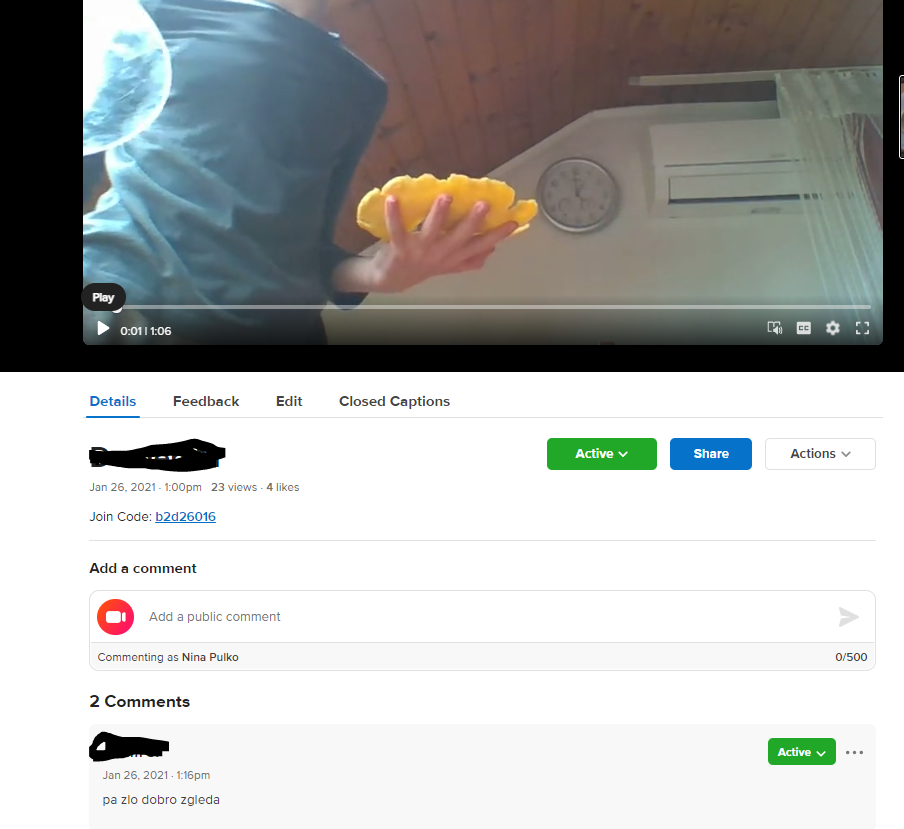 Play
0:01 | 1:06
CC
Details Feedback Edit Closed Captions
Active Share Actions
Jan 26, 2021 · 1:00pm 23 views · 4 likes
Join Code: b2d26016
Add a comment
Add a public comment
Commenting as Nina Pulko 0/500
2 Comments
Active
Jan 26, 2021 · 1:16pm
pa zlo dobro zgleda